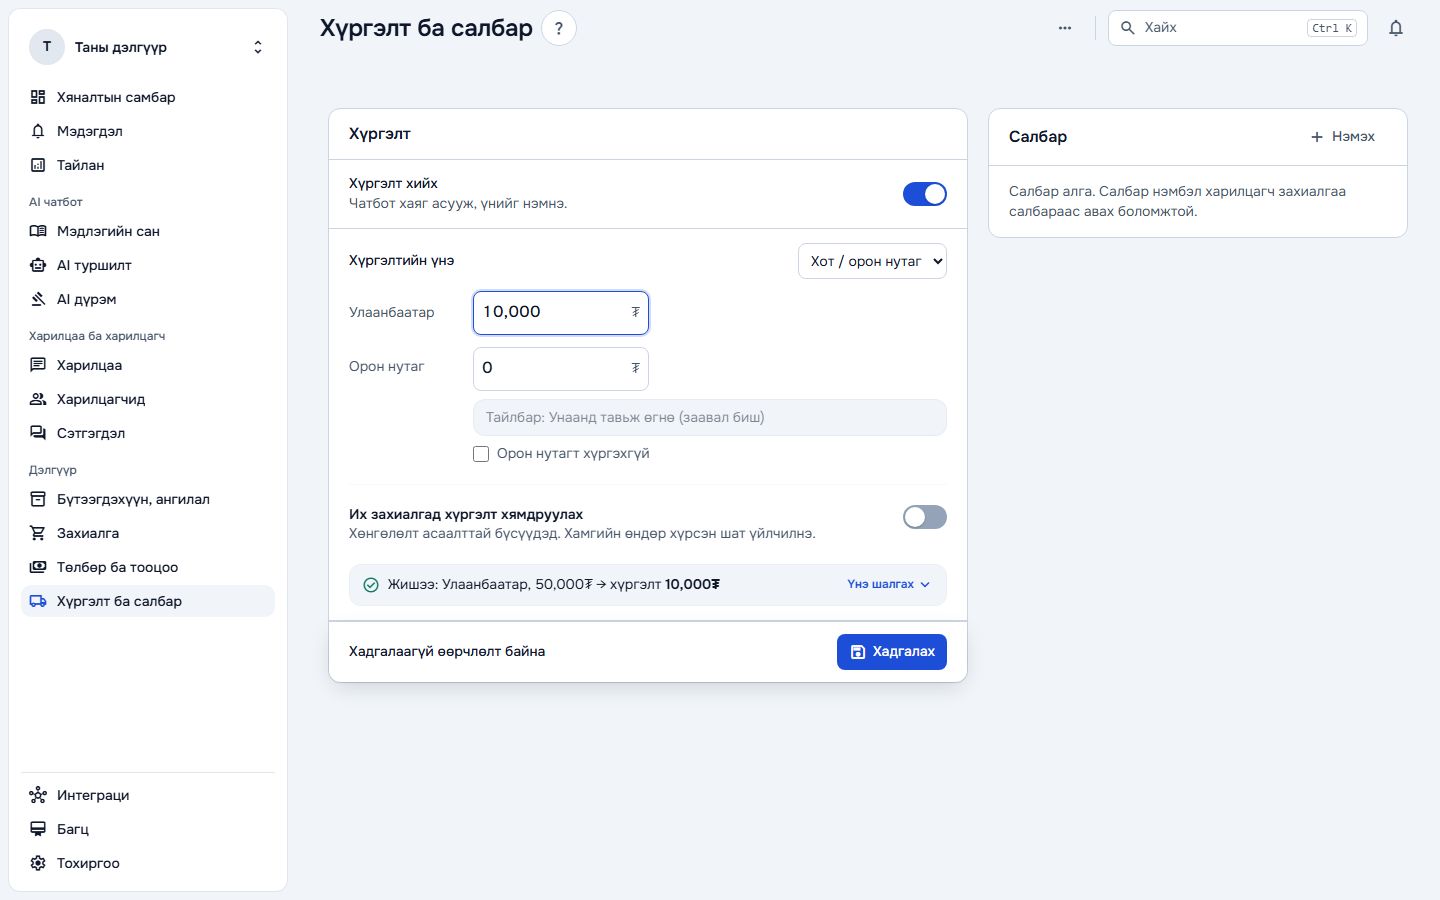 Т
Таны дэлгүүр
Хяналтын самбар
Мэдэгдэл
Тайлан
AI чатбот
Мэдлэгийн сан
AI туршилт
AI дүрэм
Харилцаа ба харилцагч
Харилцаа
Харилцагчид
Сэтгэгдэл
Дэлгүүр
Бүтээгдэхүүн, ангилал
Захиалга
Төлбөр ба тооцоо
Хүргэлт ба салбар
Интеграци
Багц
Тохиргоо
Хүргэлт ба салбар ?
Хайх Ctrl K
Хүргэлт
Хүргэлт хийх
Чатбот хаяг асууж, үнийг нэмнэ.
Хүргэлтийн үнэ
Хот / орон нутаг
Улаанбаатар 10,000 ₮
Орон нутаг 0 ₮
Тайлбар: Унаанд тавьж өгнө (заавал биш)
Орон нутагт хүргэхгүй
Их захиалгад хүргэлт хямдруулах
Хөнгөлөлт асаалттай бүсүүдэд. Хамгийн өндөр хүрсэн шат үйлчилнэ.
Жишээ: Улаанбаатар, 50,000₮ → хүргэлт 10,000₮
Үнэ шалгах
Хадгалаагүй өөрчлөлт байна
Хадгалах
Салбар
+ Нэмэх
Салбар алга. Салбар нэмбэл харилцагч захиалгаа
салбараас авах боломжтой.